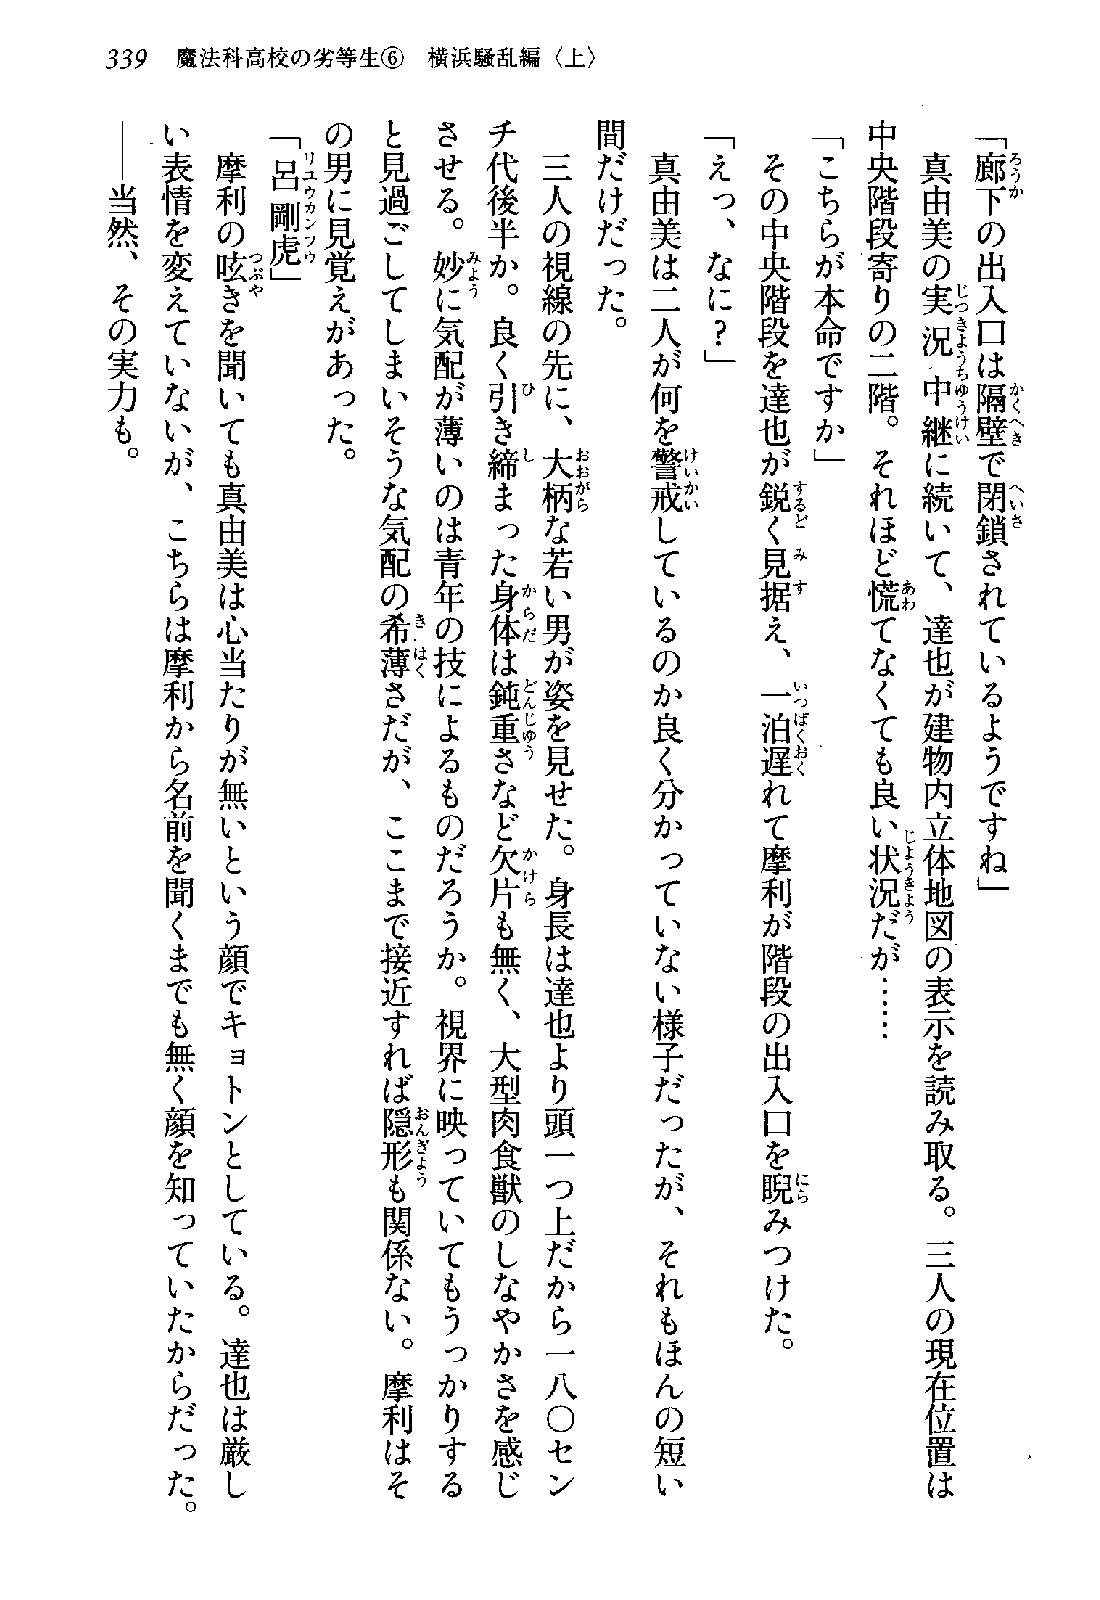 339　魔法科高校の劣等生⑥　横浜騒乱編〈上〉
「廊下の出入口は隔壁で閉鎖されているようですね」
　真由美の実況中継に続いて、達也が建物内立体地図の表示を読み取る。三人の現在位置は
中央階段寄りの二階。それほど慌てなくても良い状況だが……
「こちらが本命ですか」
　その中央階段を達也が鋭く見据え、一泊遅れて摩利が階段の出入口を睨みつけた。
「えっ、なに？」
　真由美は二人が何を警戒しているのか良く分かっていない様子だったが、それもほんの短い
間だけだった。
　三人の視線の先に、大柄な若い男が姿を見せた。身長は達也より頭一つ上だから一八〇セン
チ代後半か。良く引き締まった身体は鈍重さなど欠片も無く、大型肉食獣のしなやかさを感じ
させる。妙に気配が薄いのは青年の技によるものだろうか。視界に映っていてもうっかりする
と見過ごしてしまいそうな気配の希薄さだが、ここまで接近すれば隠形も関係ない。摩利はそ
の男に見覚えがあった。
「呂剛虎」
　摩利の呟きを聞いても真由美は心当たりが無いという顔でキョトンとしている。達也は厳し
い表情を変えていないが、こちらは摩利から名前を聞くまでも無く顔を知っていたからだった。
――当然、その実力も。